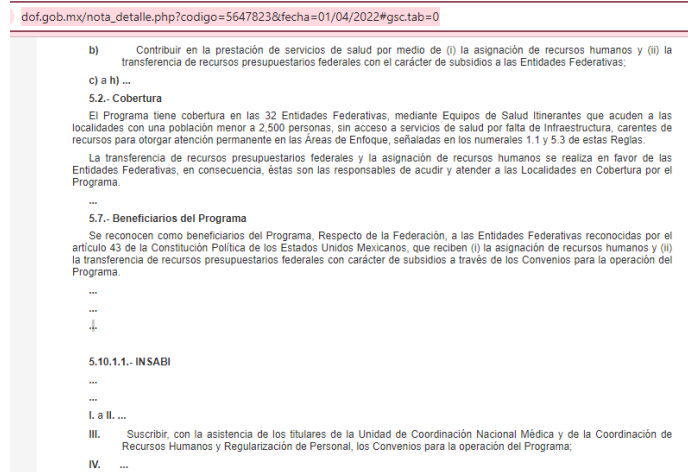 dof.gob.mx/nota_detalle.php?codigo=5647823&fecha=01/04/2022#gsc.tab=0
b) Contribuir en la prestación de servicios de salud por medio de (i) la asignación de recursos humanos y (ii) la
transferencia de recursos presupuestarios federales con el carácter de subsidios a las Entidades Federativas;
c) a h) ...
5.2.- Cobertura
El Programa tiene cobertura en las 32 Entidades Federativas, mediante Equipos de Salud Itinerantes que acuden a las
localidades con una población menor a 2,500 personas, sin acceso a servicios de salud por falta de Infraestructura, carentes de
recursos para otorgar atención permanente en las Áreas de Enfoque, señaladas en los numerales 1.1 y 5.3 de estas Reglas.
La transferencia de recursos presupuestarios federales y la asignación de recursos humanos se realiza en favor de las
Entidades Federativas, en consecuencia, éstas son las responsables de acudir y atender a las Localidades en Cobertura por el
Programa.
...
5.7.- Beneficiarios del Programa
Se reconocen como beneficiarios del Programa, Respecto de la Federación, a las Entidades Federativas reconocidas por el
artículo 43 de la Constitución Política de los Estados Unidos Mexicanos, que reciben (i) la asignación de recursos humanos y (ii)
la transferencia de recursos presupuestarios federales con carácter de subsidios a través de los Convenios para la operación del
Programa.
...
...
...
5.10.1.1.- INSABI
...
...
I. a II. ...
III. Suscribir, con la asistencia de los titulares de la Unidad de Coordinación Nacional Médica y de la Coordinación de
Recursos Humanos y Regularización de Personal, los Convenios para la operación del Programa;
IV. ...